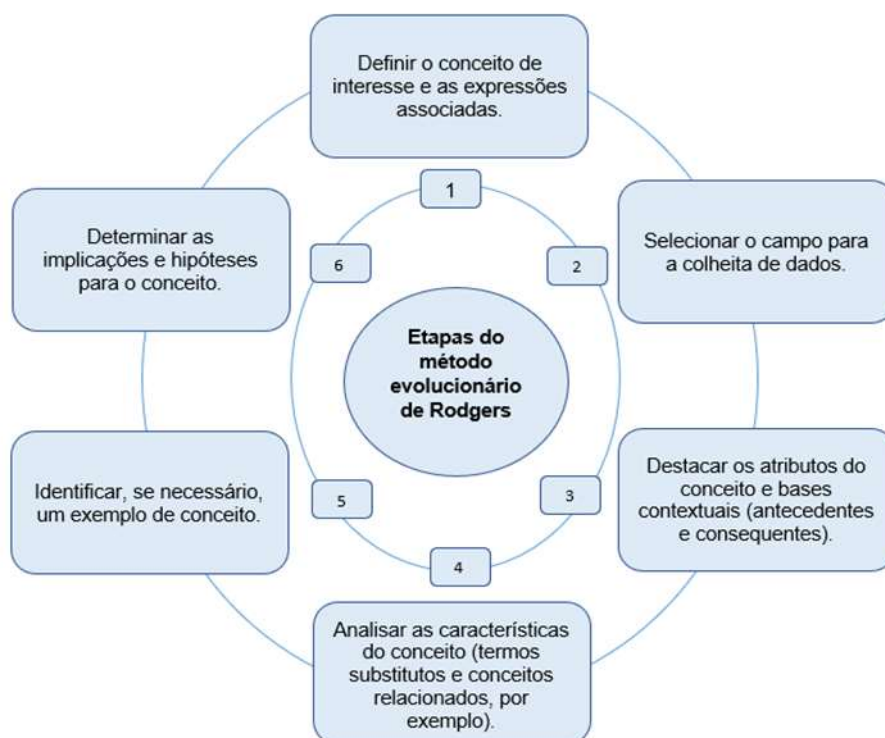 Definir o conceito de
interesse e as expressões
associadas.
1
Determinar as
implicações e hipóteses
para o conceito.
6
2
Selecionar o campo para
a colheita de dados.
Etapas do
método
evolucionário
de Rodgers
Identificar, se necessário,
um exemplo de conceito.
5
3
Destacar os atributos do
conceito e bases
contextuais (antecedentes
e consequentes).
4
Analisar as características
do conceito (termos
substitutos e conceitos
relacionados, por
exemplo).